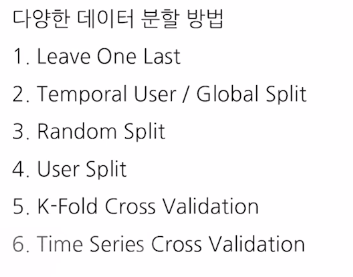 다양한 데이터 분할 방법
1. Leave One Last
2. Temporal User / Global Split
3. Random Split
4. User Split
5. K-Fold Cross Validation
6. Time Series Cross Validation